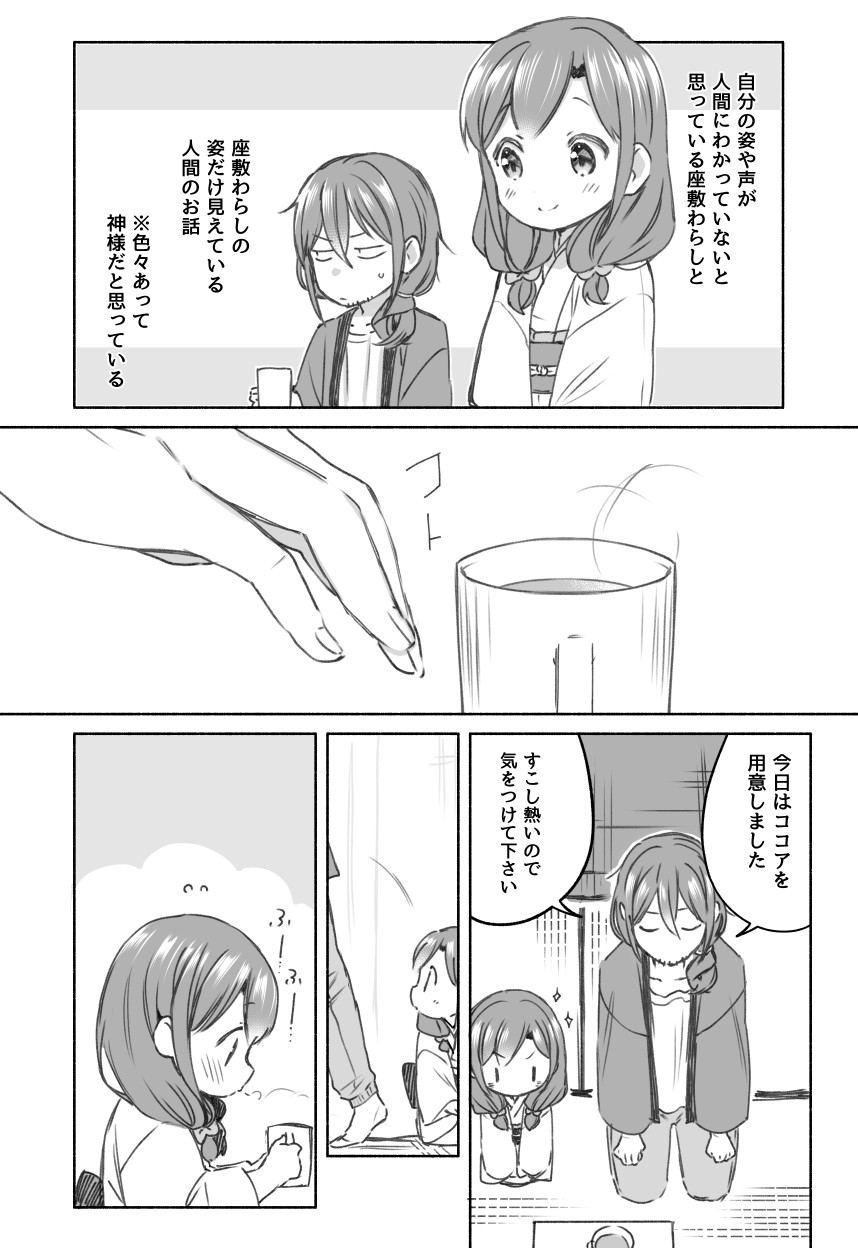 自分の姿や声が
人間にわかっていないと
思っている座敷わらしと
座敷わらしの
姿だけ見えている
人間のお話
※色々あって
神様だと思っている
コト
今日はココアを
用意しました
すこし熱いので
気をつけて下さい
ふー
ふー